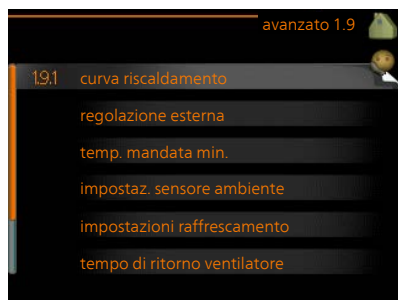 avanzato 1.9
1.9.1 curva riscaldamento
regolazione esterna
temp. mandata min.
impostaz. sensore ambiente
impostazioni raffrescamento
tempo di ritorno ventilatore